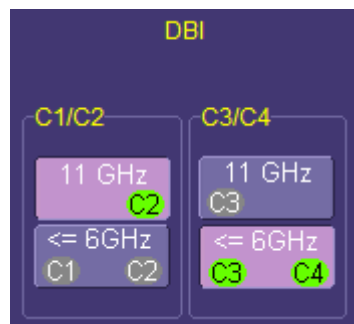 DBI
C1/C2 C3/C4
11 GHz 11 GHz
C2 C3
<= 6GHz <= 6GHz
C1 C2 C3 C4